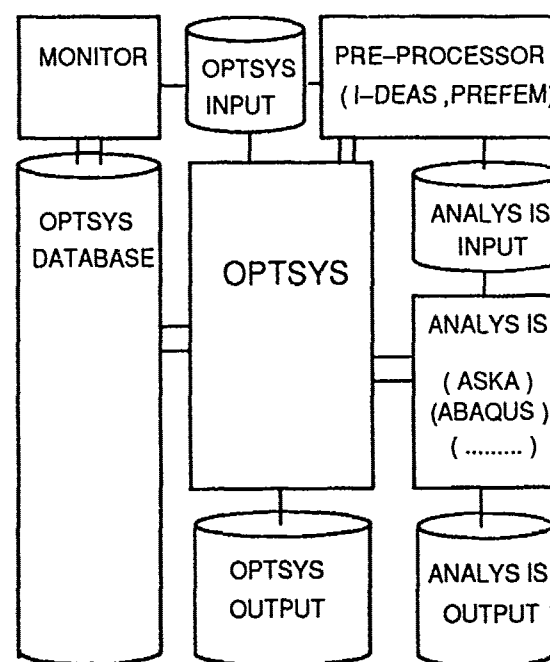 MONITOR
OPTSYS
INPUT
PRE-PROCESSOR
( I-DEAS ,PREFEM)
OPTSYS
DATABASE
OPTSYS
ANALYS IS
INPUT
ANALYS IS
( ASKA )
(ABAQUS )
( ......... )
OPTSYS
OUTPUT
ANALYS IS
OUTPUT